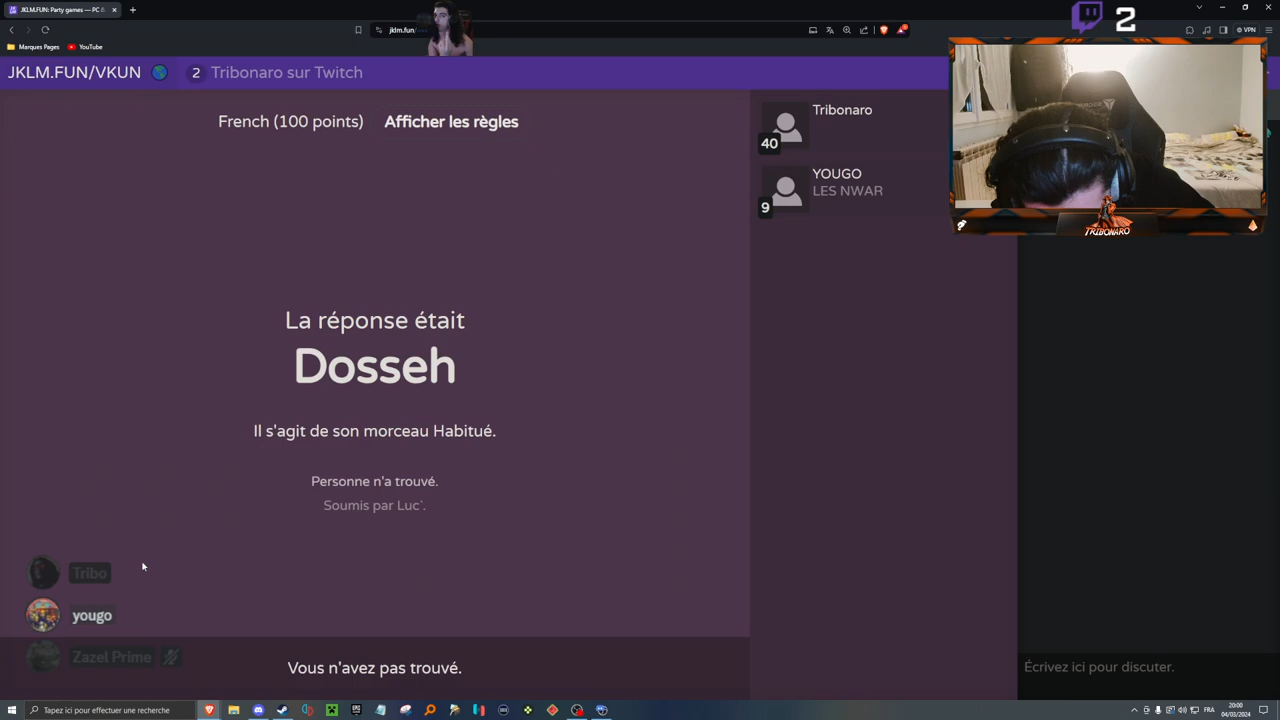 JKLM.FUN: Party games — PC &
jklm.fun/
VPN
Marques Pages
YouTube
2
JKLM.FUN/VKUN
2
Tribonaro sur Twitch
French (100 points)
Afficher les règles
Tribonaro
40
YOUGO
LES NWAR
9
TRIBONARO
La réponse était
Dosseh
Il s'agit de son morceau Habitué.
Personne n'a trouvé.
Soumis par Luc`.
Tribo
yougo
Zazel Prime
Vous n'avez pas trouvé.
Écrivez ici pour discuter.
Tapez ici pour effectuer une recherche
FRA
20:00
04/03/2024